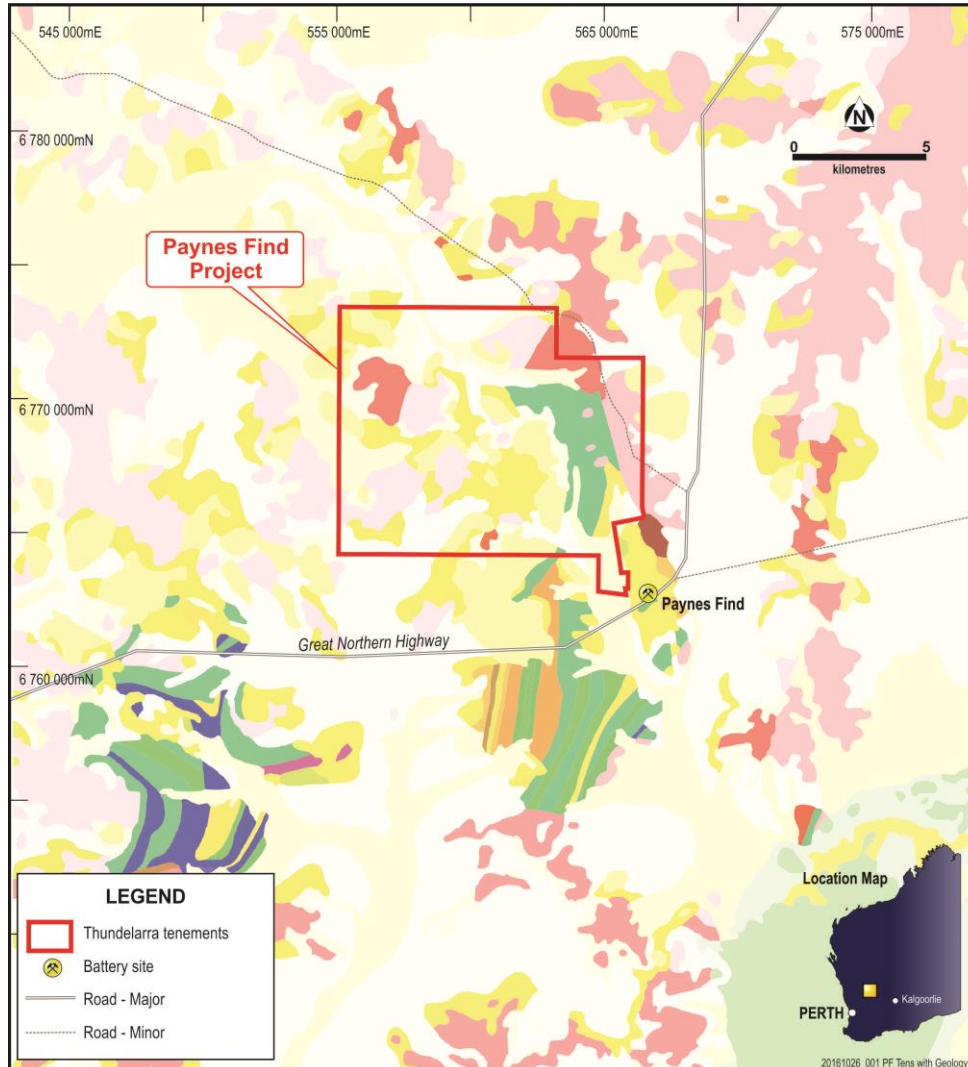 545 000mE
555 000mE
565 000mE
575 000mE
6 780 000mN
N
0
5
kilometres
Paynes Find
Project
6 770 000mN
Paynes Find
Great Northern Highway
6 760 000mN
LEGEND
Thundelarra tenements
Battery site
Road - Major
Road - Minor
Location Map
Kalgoorlie
PERTH
20161026_001 PF Tens with Geology